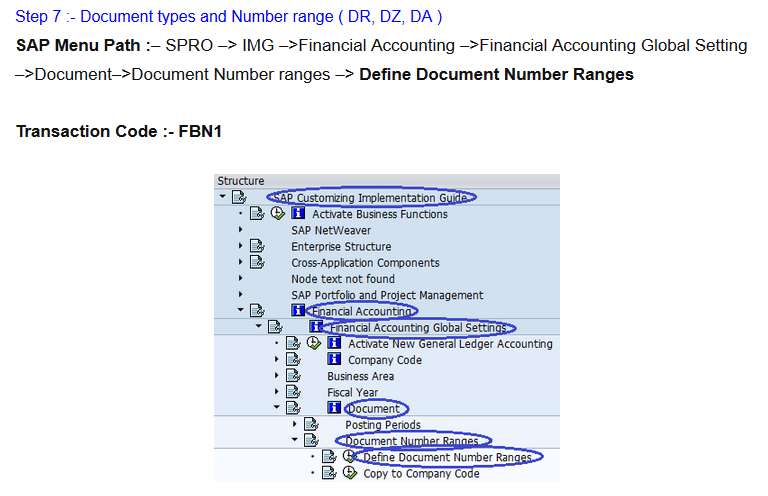 Step 7 :- Document types and Number range ( DR, DZ, DA )
SAP Menu Path :– SPRO –> IMG –>Financial Accounting –>Financial Accounting Global Setting
–>Document–>Document Number ranges –> Define Document Number Ranges
Transaction Code :- FBN1
Structure
SAP Customizing Implementation Guide
Activate Business Functions
SAP NetWeaver
Enterprise Structure
Cross-Application Components
Node text not found
SAP Portfolio and Project Management
Financial Accounting
Financial Accounting Global Settings
Activate New General Ledger Accounting
Company Code
Business Area
Fiscal Year
Document
Posting Periods
Document Number Ranges
Define Document Number Ranges
Copy to Company Code